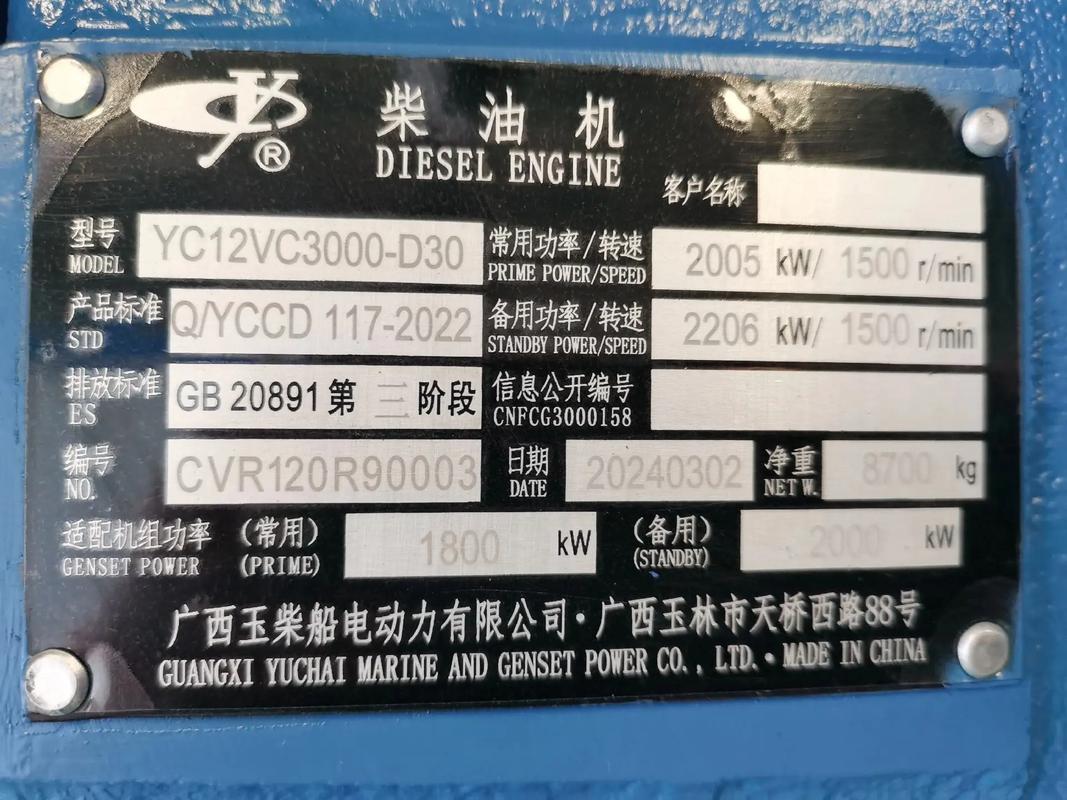 柴油机
DIESEL ENGINE
客户名称
型号 YC12VC3000-D30 常用功率/转速 2005 kW/ 1500 r/min
MODEL PRIME POWER/SPEED
产品标准 Q/YCCD 117-2022 备用功率/转速 2206 kW/ 1500 r/min
STD STANDBY POWER/SPEED
排放标准 GB 20891 第 三 阶段 信息公开编号
ES CNFCG3000158
编号 CVR120R90003 日期 20240302 净重 8700 kg
NO. DATE NET W.
适配机组功率 (常用) 1800 kW (备用) 2000 kW
GENSET POWER (PRIME) (STANDBY)
广西玉柴船电动力有限公司·广西玉林市天桥西路88号
GUANGXI YUCHAI MARINE AND GENSET POWER CO., LTD.·MADE IN CHINA